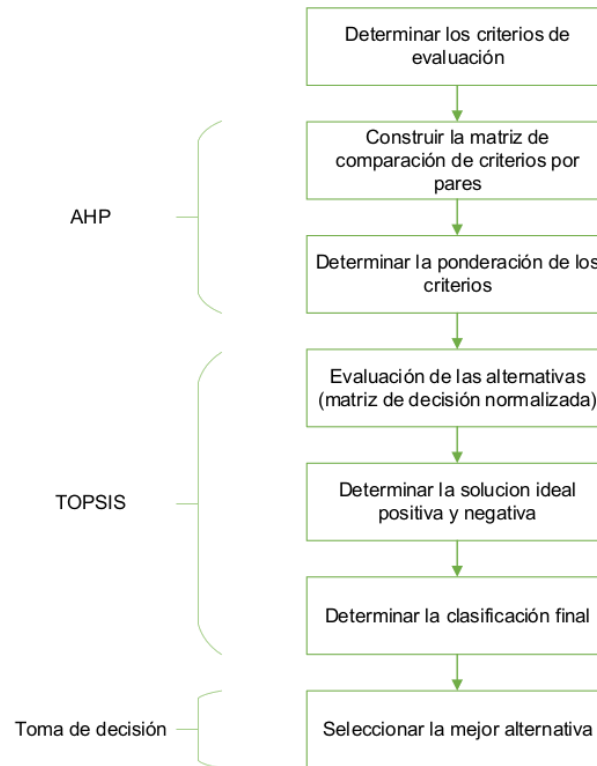 Determinar los criterios de
evaluación
Construir la matriz de
comparación de criterios por
pares
AHP
Determinar la ponderación de los
criterios
Evaluación de las alternativas
(matriz de decisión normalizada)
TOPSIS
Determinar la solucion ideal
positiva y negativa
Determinar la clasificación final
Toma de decisión
Seleccionar la mejor alternativa